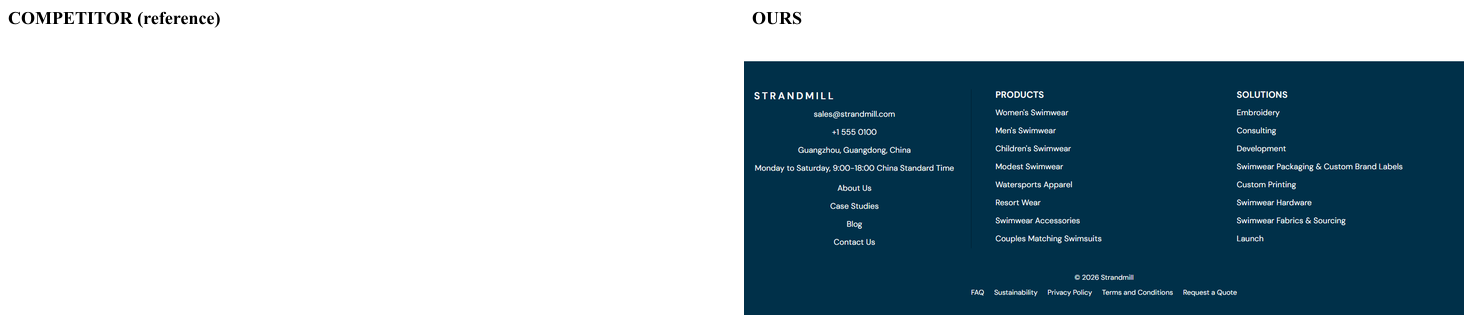 COMPETITOR (reference)
OURS
STRANDMILL
sales@strandmill.com
+1 555 0100
Guangzhou, Guangdong, China
Monday to Saturday, 9:00-18:00 China Standard Time
About Us
Case Studies
Blog
Contact Us
PRODUCTS
Women's Swimwear
Men's Swimwear
Children's Swimwear
Modest Swimwear
Watersports Apparel
Resort Wear
Swimwear Accessories
Couples Matching Swimsuits
SOLUTIONS
Embroidery
Consulting
Development
Swimwear Packaging & Custom Brand Labels
Custom Printing
Swimwear Hardware
Swimwear Fabrics & Sourcing
Launch
© 2026 Strandmill
FAQ Sustainability Privacy Policy Terms and Conditions Request a Quote